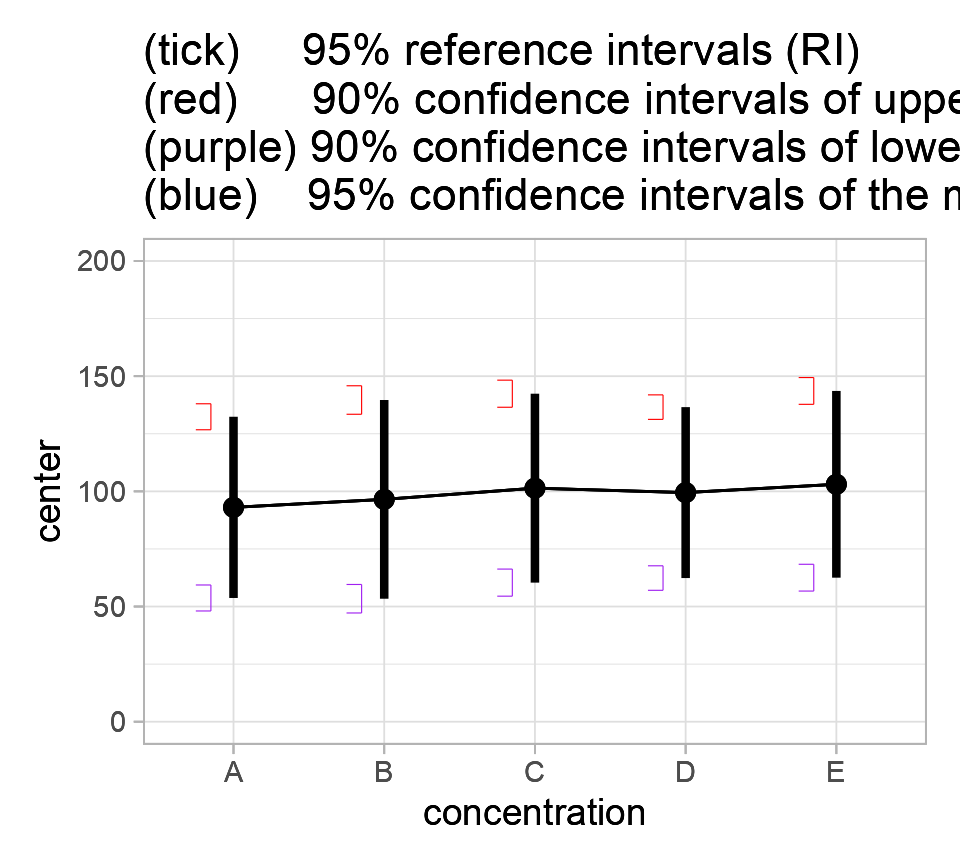 (tick) 95% reference intervals (RI)
(red) 90% confidence intervals of uppe
(purple) 90% confidence intervals of lowe
(blue) 95% confidence intervals of the
200
150
100
50
0
center
A B C D E
concentration